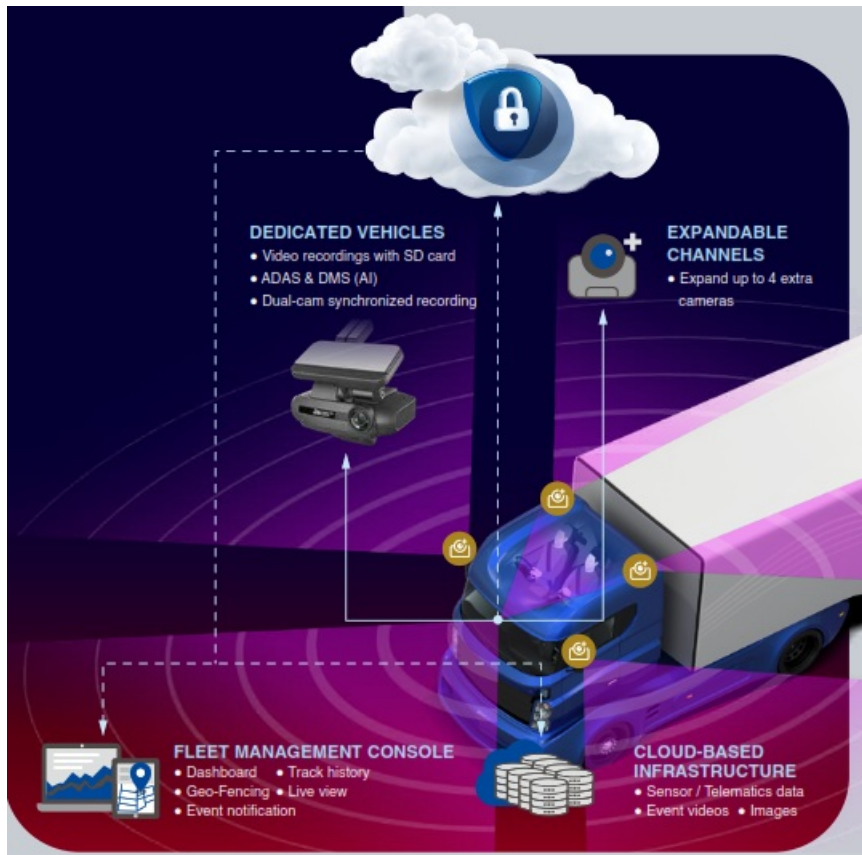 DEDICATED VEHICLES
● Video recordings with SD card
● ADAS & DMS (AI)
● Dual-cam synchronized recording
EXPANDABLE
CHANNELS
● Expand up to 4 extra
cameras
FLEET MANAGEMENT CONSOLE
● Dashboard ● Track history
● Geo-Fencing ● Live view
● Event notification
CLOUD-BASED
INFRASTRUCTURE
● Sensor / Telematics data
● Event videos ● Images